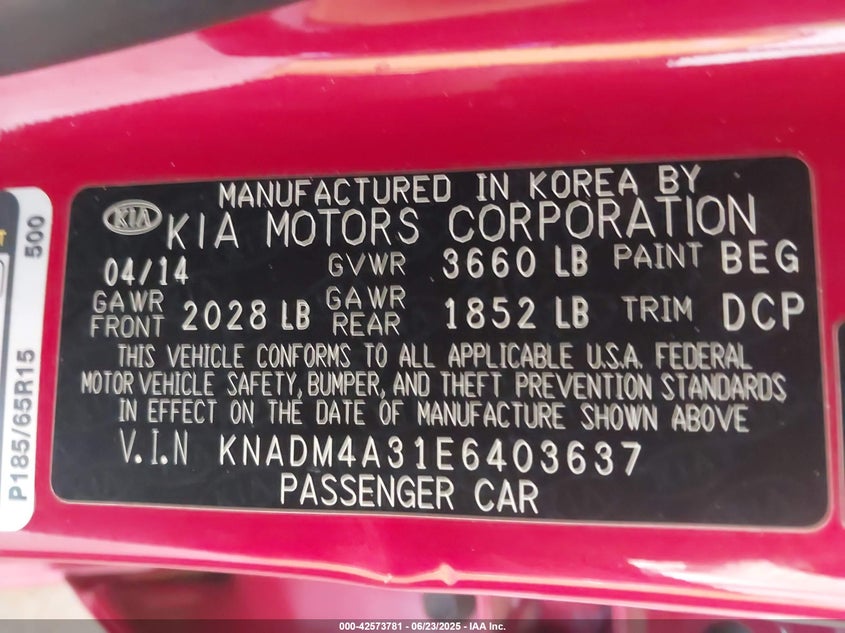 MANUFACTURED IN KOREA BY
KIA KIA MOTORS CORPORATION
04/14 GVWR 3660 LB PAINT BEG
GAWR FRONT 2028 LB GAWR REAR 1852 LB TRIM DCP
THIS VEHICLE CONFORMS TO ALL APPLICABLE U.S.A. FEDERAL
MOTOR VEHICLE SAFETY, BUMPER, AND THEFT PREVENTION STANDARDS
IN EFFECT ON THE DATE OF MANUFACTURE SHOWN ABOVE
V.I.N KNADM4A31E6403637
PASSENGER CAR
P185/65R15 500
000-42573781 - 06/23/2025 - IAA Inc.